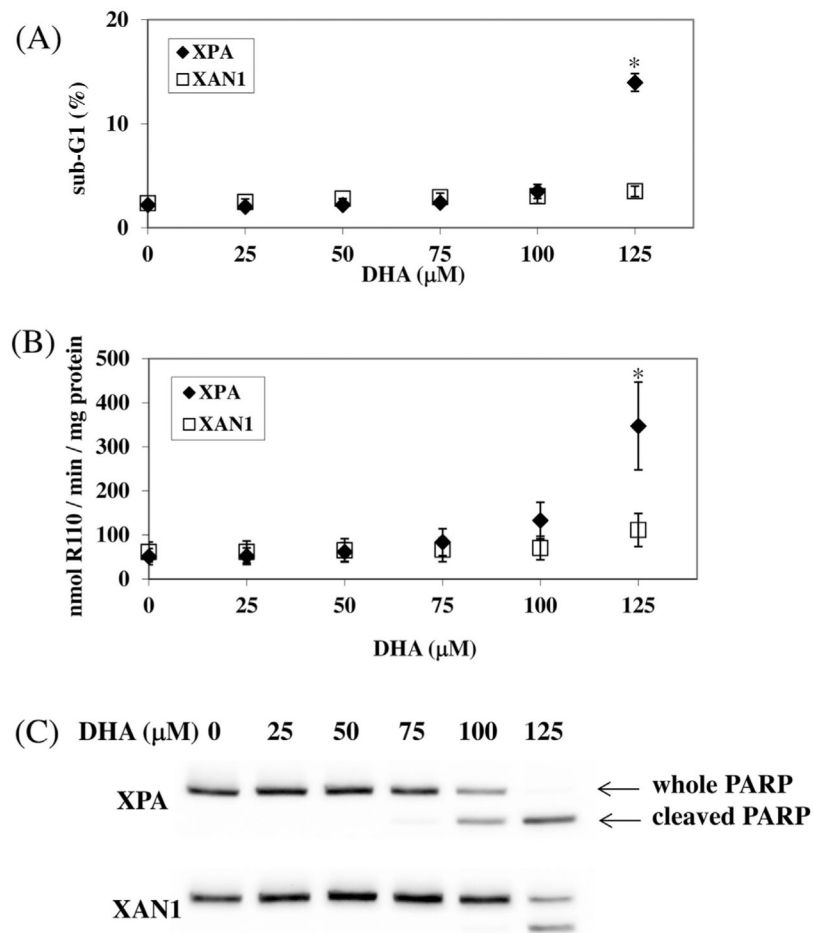 (A)
20
10
0
sub-G1 (%)
XPA
XAN1
*
0 25 50 75 100 125
DHA (μM)
(B)
500
400
300
200
100
0
nmol R110 / min / mg protein
XPA
XAN1
*
0 25 50 75 100 125
DHA (μM)
(C) DHA (μM) 0 25 50 75 100 125
XPA
whole PARP
cleaved PARP
XAN1